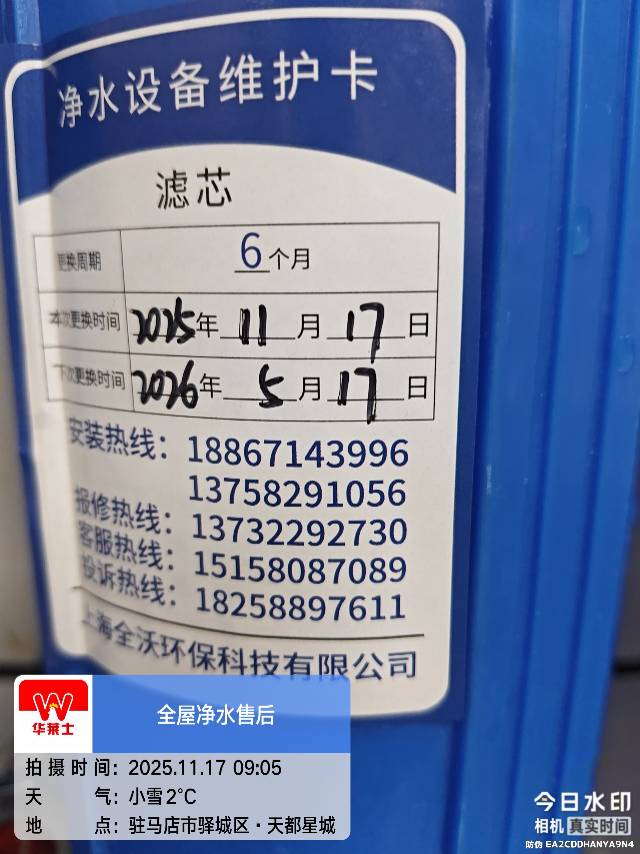 净水设备维护卡
滤芯
更换周期 6个月
本次更换时间 2025年 11 月 17 日
下次更换时间 2026年 5 月 17 日
安装热线：18867143996
13758291056
报修热线：13732292730
客服热线：15158087089
投诉热线：18258897611
上海全沃环保科技有限公司
华莱士
全屋净水售后
拍摄时间：2025.11.17 09:05
天气：小雪 2℃
地点：驻马店市驿城区·天都星城
今日水印
相机 真实时间
防伪 EA2CDDHANYA9N4